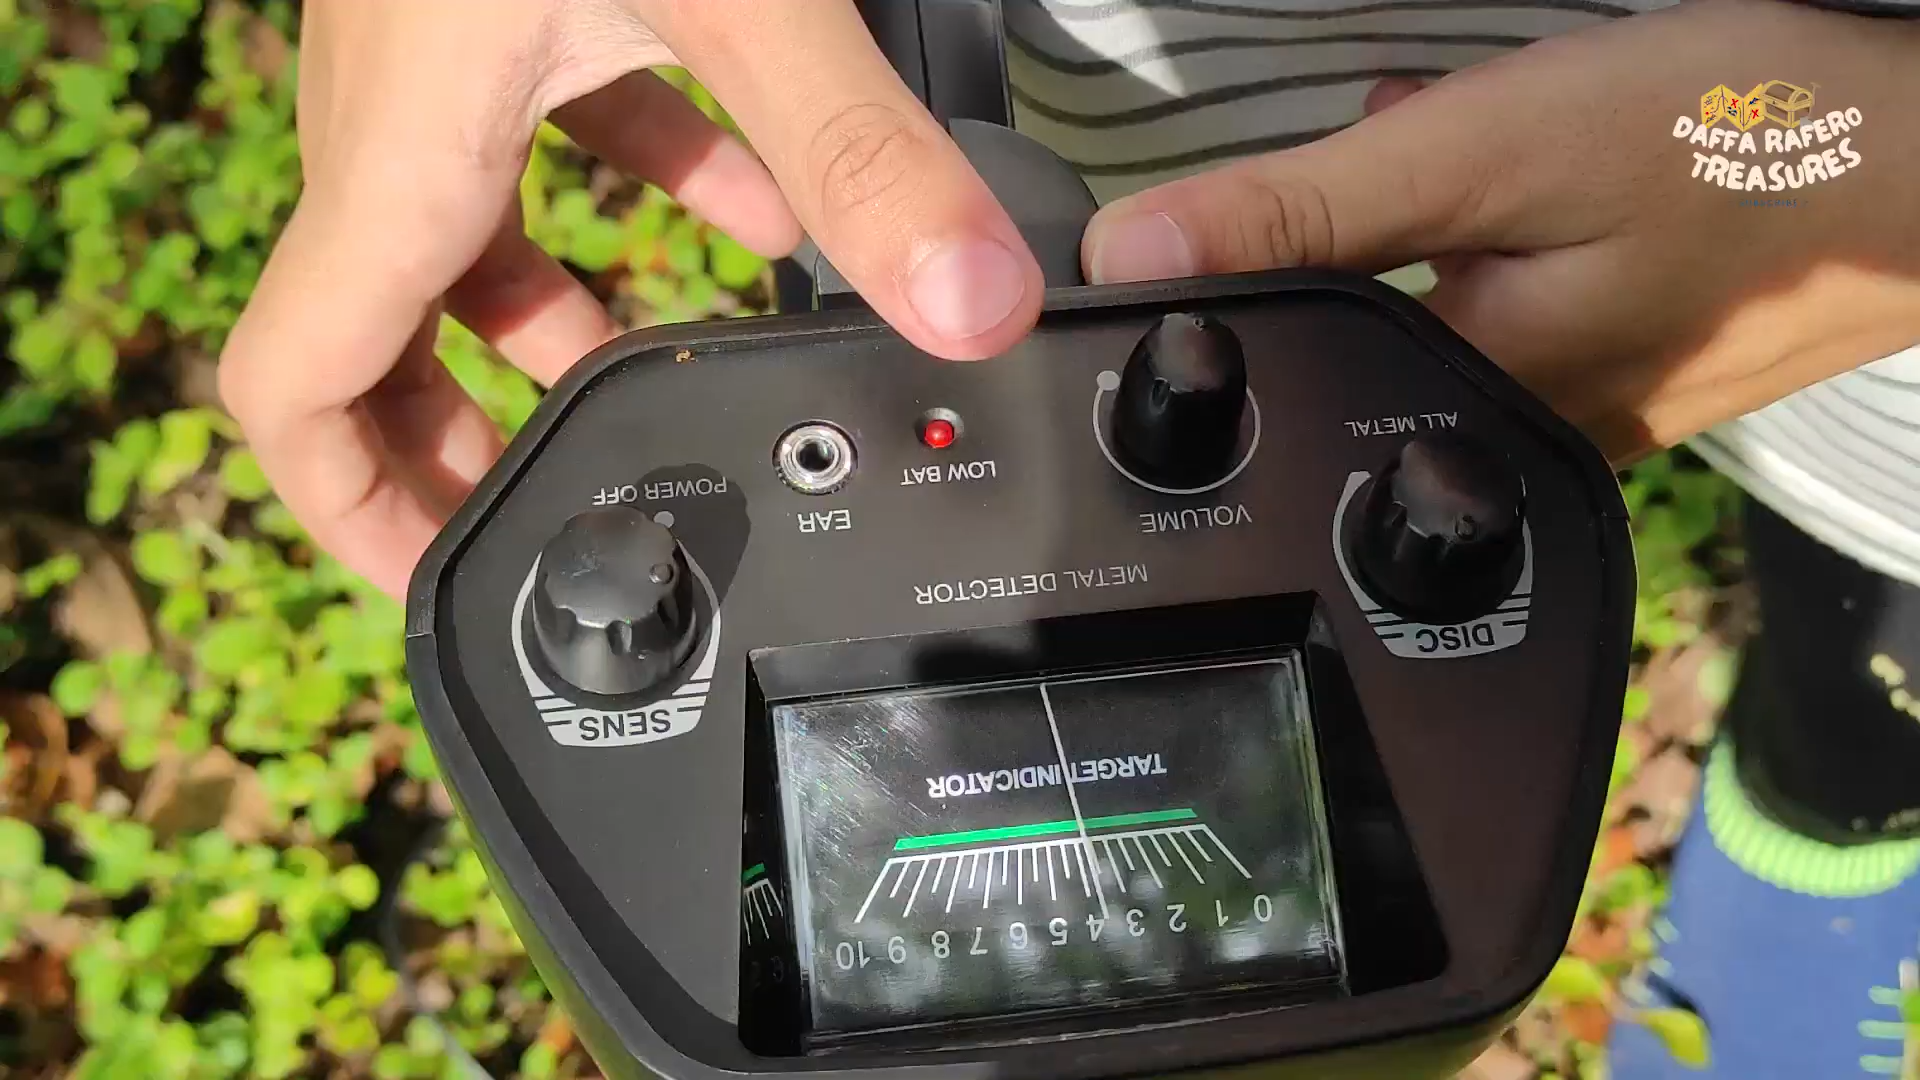 DAFFA RAFERO
TREASURES
SUBSCRIBE
ALL METAL
POWER OFF
LOW BAT
EAR
VOLUME
METAL DETECTOR
DISC
SENS
TARGET INDICATOR
0 1 2 3 4 5 6 7 8 9 10